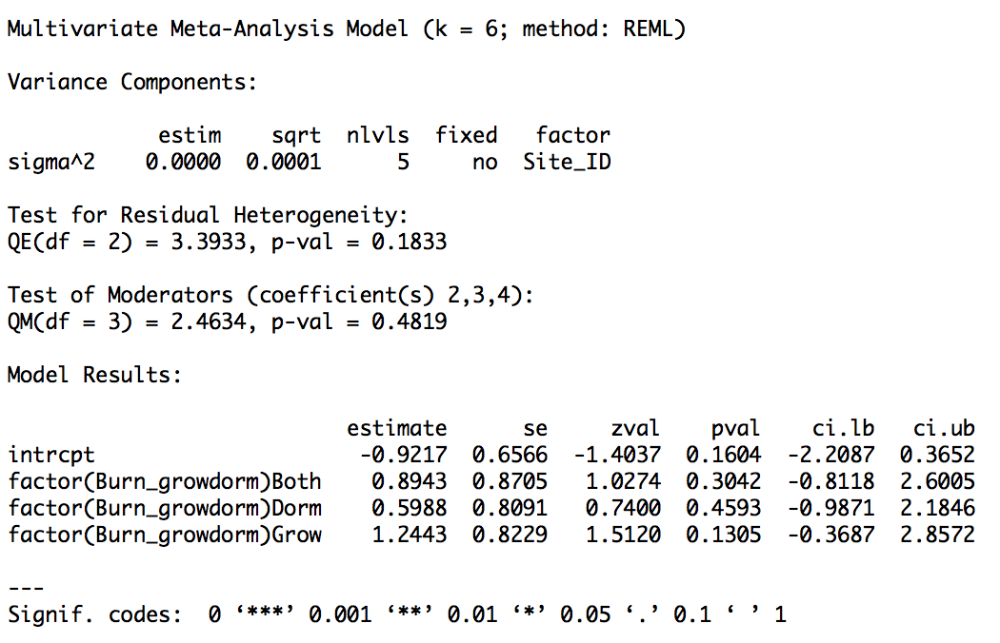 Multivariate Meta-Analysis Model (k = 6; method: REML)
Variance Components:
estim sqrt nlvls fixed factor
sigma^2 0.0000 0.0001 5 no Site_ID
Test for Residual Heterogeneity:
QE(df = 2) = 3.3933, p-val = 0.1833
Test of Moderators (coefficient(s) 2,3,4):
QM(df = 3) = 2.4634, p-val = 0.4819
Model Results:
estimate se zval pval ci.lb ci.ub
intrcpt -0.9217 0.6566 -1.4037 0.1604 -2.2087 0.3652
factor(Burn_growdorm)Both 0.8943 0.8705 1.0274 0.3042 -0.8118 2.6005
factor(Burn_growdorm)Dorm 0.5988 0.8091 0.7400 0.4593 -0.9871 2.1846
factor(Burn_growdorm)Grow 1.2443 0.8229 1.5120 0.1305 -0.3687 2.8572
---
Signif. codes: 0 ‘***’ 0.001 ‘**’ 0.01 ‘*’ 0.05 ‘.’ 0.1 ‘ ’ 1